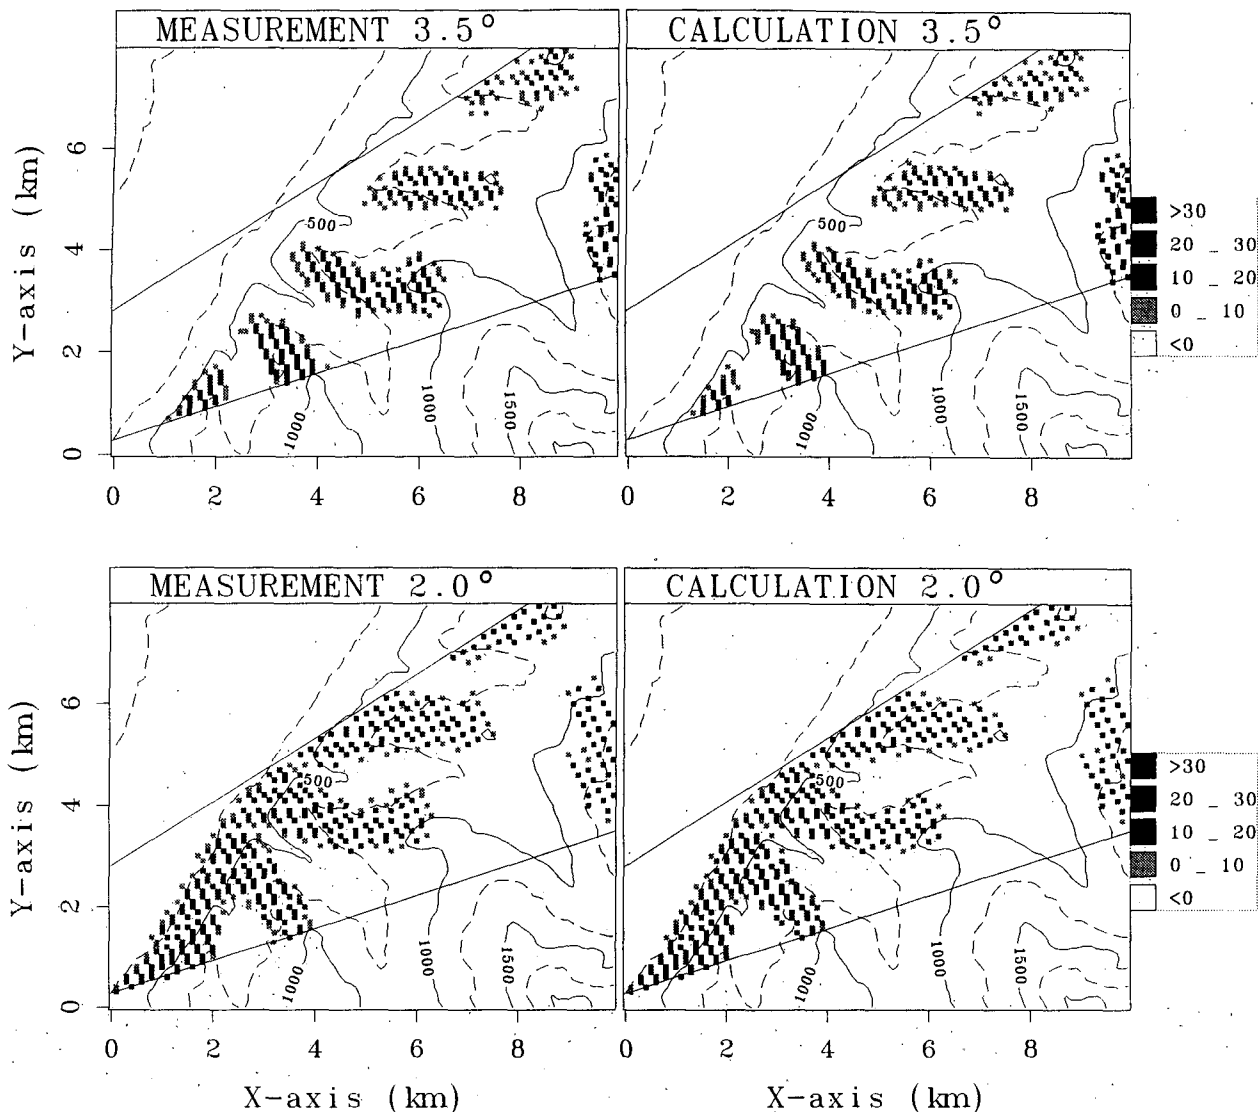 MEASUREMENT 3.5°
CALCULATION 3.5°
Y-axis (km)
6
4
2
0
500
1000
1000
1500
500
1000
1000
1500
>30
20 _ 30
10 _ 20
0 _ 10
<0
0 2 4 6 8
0 2 4 6 8
MEASUREMENT 2.0°
CALCULATION 2.0°
Y-axis (km)
6
4
2
0
500
1000
1000
1500
500
1000
1000
1500
>30
20 _ 30
10 _ 20
0 _ 10
<0
0 2 4 6 8
0 2 4 6 8
X-axis (km)
X-axis (km)